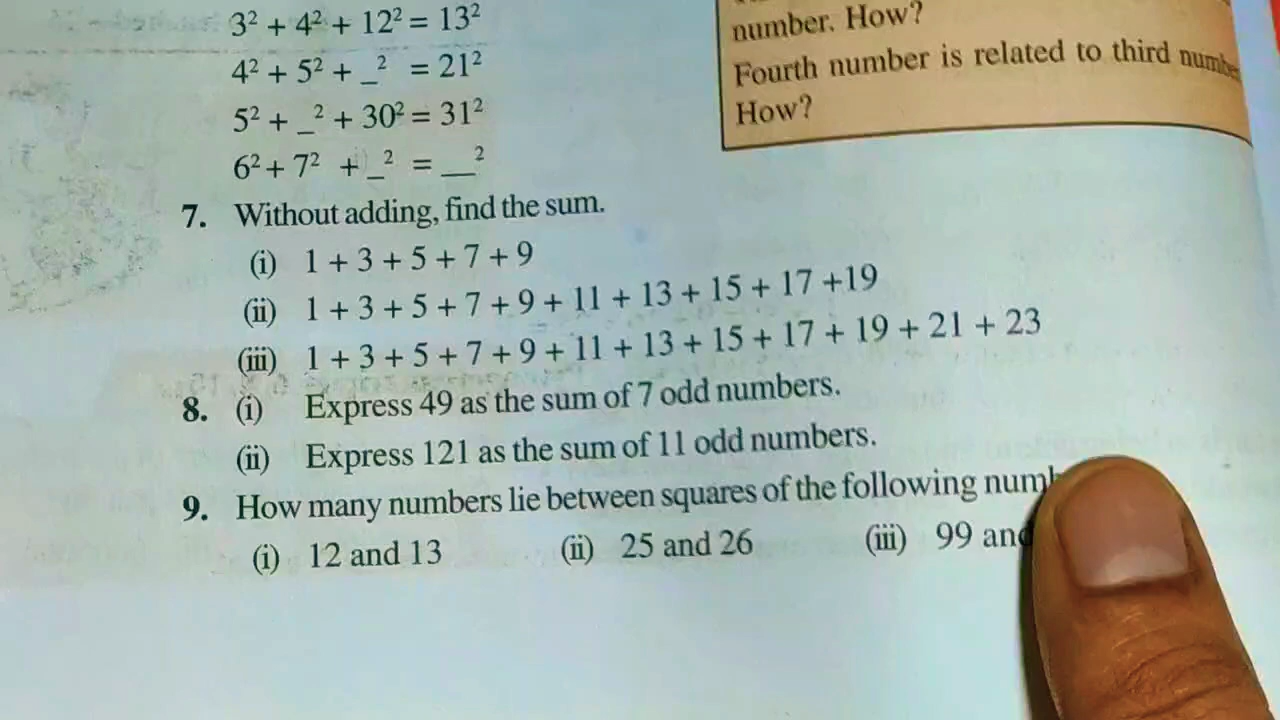 3² + 4² + 12² = 13²
4² + 5² + _² = 21²
5² + _² + 30² = 31²
6² + 7² + _² = __²
number. How?
Fourth number is related to third
How?
7. Without adding, find the sum.
(i) 1 + 3 + 5 + 7 + 9
(ii) 1 + 3 + 5 + 7 + 9 + 11 + 13 + 15 + 17 +19
(iii) 1 + 3 + 5 + 7 + 9 + 11 + 13 + 15 + 17 + 19 + 21 + 23
8. (i) Express 49 as the sum of 7 odd numbers.
(ii) Express 121 as the sum of 11 odd numbers.
9. How many numbers lie between squares of the following
(i) 12 and 13 (ii) 25 and 26 (iii) 99 and